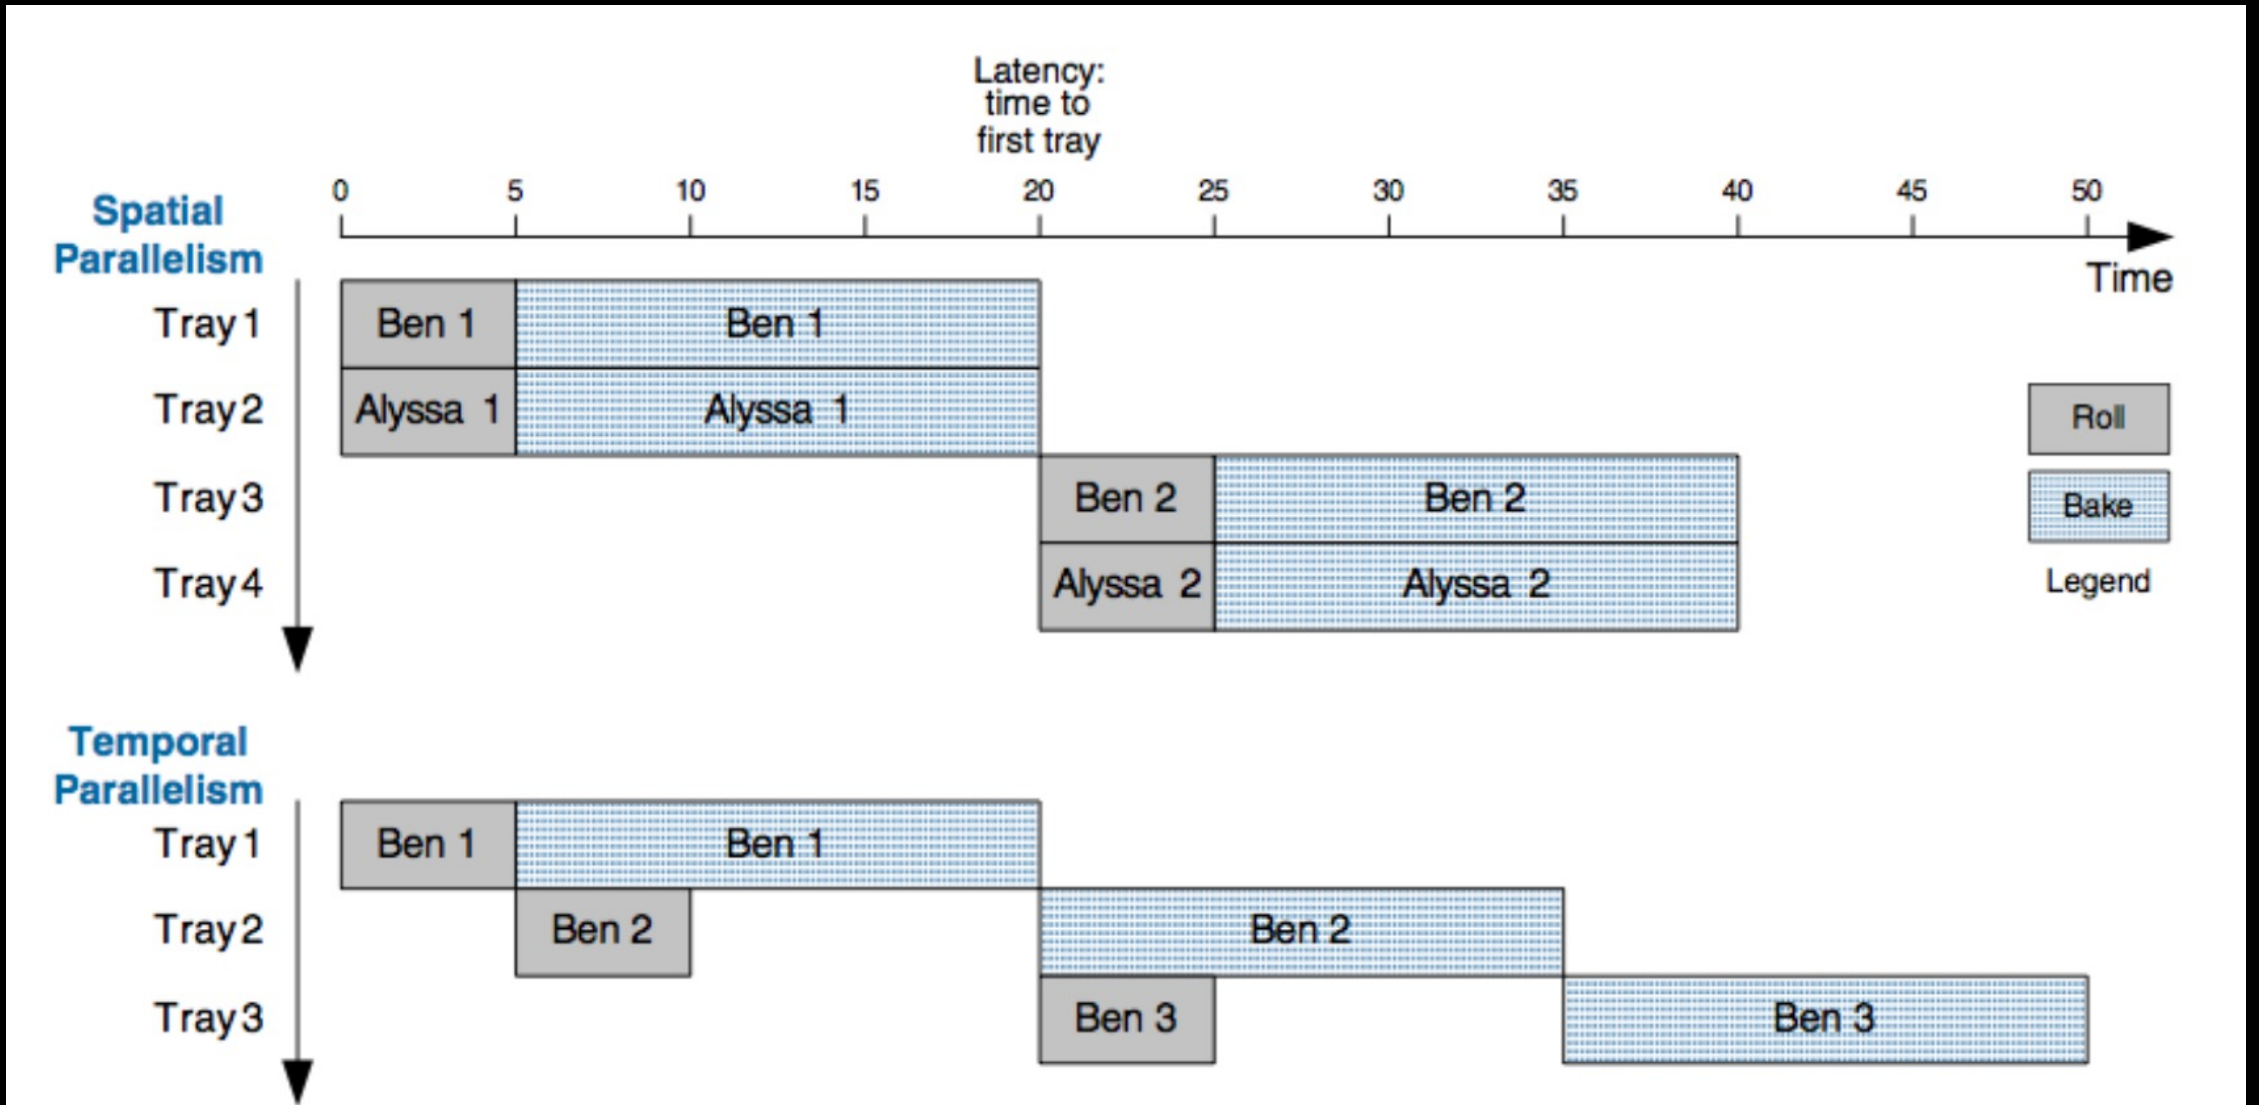 Latency:
time to
first tray
0 5 10 15 20 25 30 35 40 45 50
Time
Spatial
Parallelism
Tray 1 Ben 1 Ben 1
Tray 2 Alyssa 1 Alyssa 1
Tray 3 Ben 2 Ben 2
Tray 4 Alyssa 2 Alyssa 2
Roll
Bake
Legend
Temporal
Parallelism
Tray 1 Ben 1 Ben 1
Tray 2 Ben 2 Ben 2
Tray 3 Ben 3 Ben 3